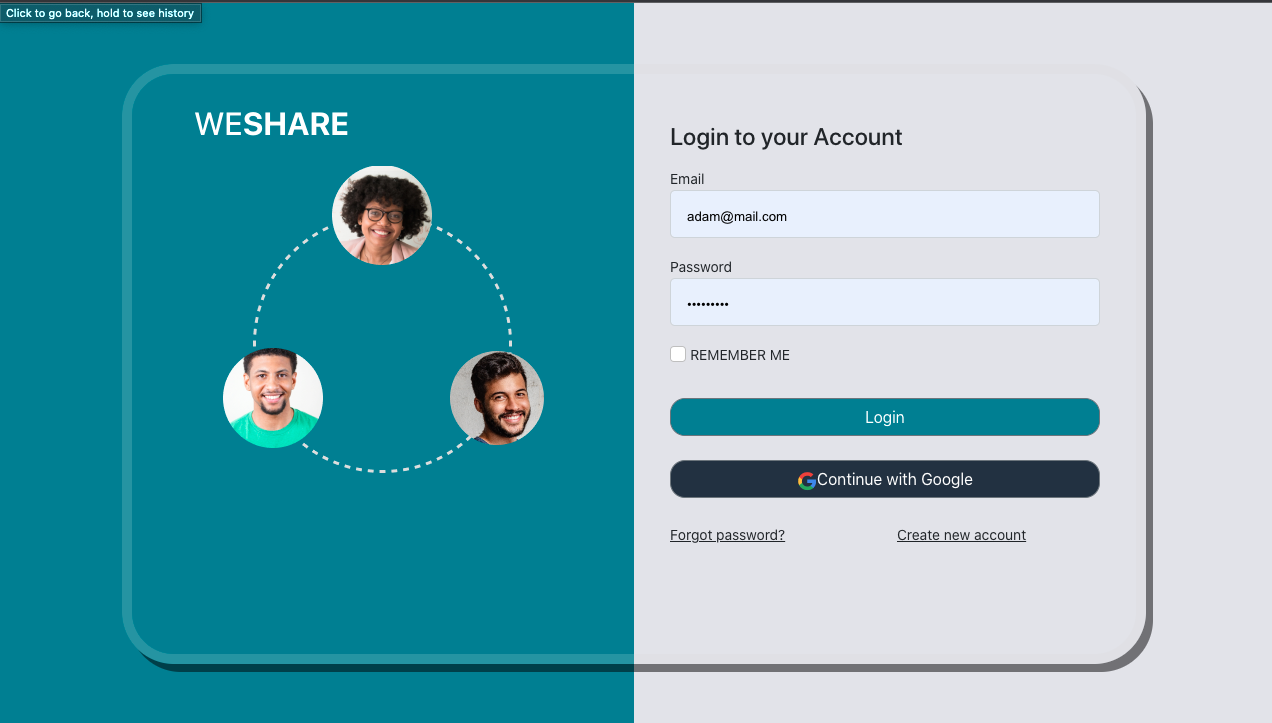 Click to go back, hold to see history
WESHARE
Login to your Account
Email
adam@mail.com
Password
•••••••••
REMEMBER ME
Login
Continue with Google
Forgot password? Create new account